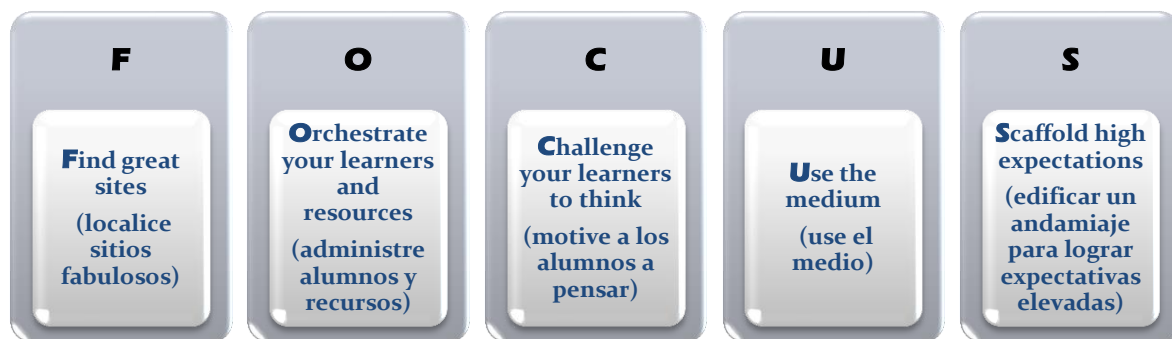 F
Find great
sites
(localice
sitios
fabulosos)
O
Orchestrate
your learners
and
resources
(administre
alumnos y
recursos)
C
Challenge
your learners
to think
(motive a los
alumnos a
pensar)
U
Use the
medium
(use el
medio)
S
Scaffold high
expectations
(edificar un
andamiaje
para lograr
expectativas
elevadas)